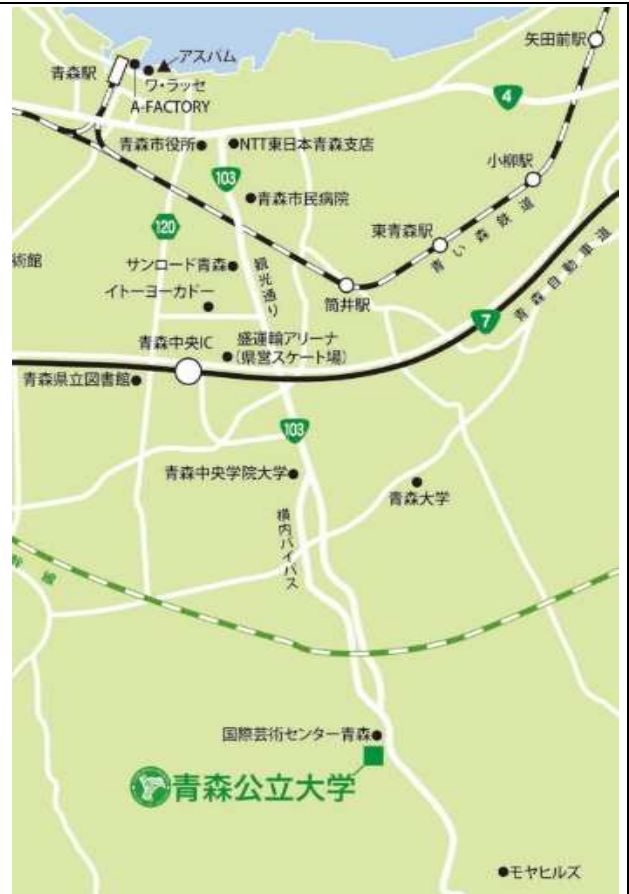 矢田前駅
アスパム
青森駅
ワ・ラッセ
A-FACTORY
4
青森市役所
NTT東日本青森支店
小柳駅
103
青森市民病院
120
東青森駅
青い森鉄道
術館
サンロード青森
観光通り
イトーヨーカドー
筒井駅
青森自動車道
7
青森中央IC
盛運輸アリーナ
(県営スケート場)
青森県立図書館
103
青森中央学院大学
青森大学
横内バイパス
幹線
国際芸術センター青森
青森公立大学
モヤヒルズ